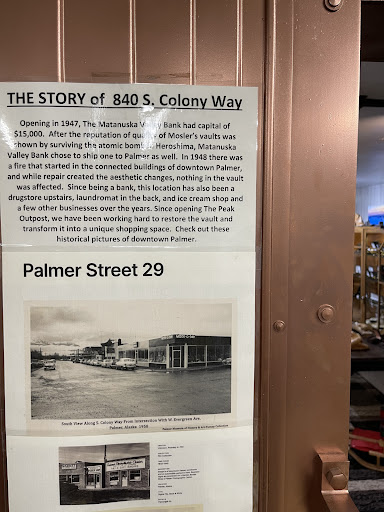 THE STORY of 840 S. Colony Way
Opening in 1947, The Matanuska Valley Bank had capital of
$15,000. After the reputation of quality of Mosler's vaults was
shown by surviving the atomic bomb in Heroshima, Matanuska
Valley Bank chose to ship one to Palmer as well. In 1948 there was
a fire that started in the connected buildings of downtown Palmer,
and while repair created the aesthetic changes, nothing in the vault
was affected. Since being a bank, this location has also been a
drugstore upstairs, laundromat in the back, and ice cream shop and
a few other businesses over the years. Since opening The Peak
Outpost, we have been working hard to restore the vault and
transform it into a unique shopping space. Check out these
historical pictures of downtown Palmer.
Palmer Street 29
South View Along S. Colony Way From Intersection With W. Evergreen Ave.
Palmer, Alaska